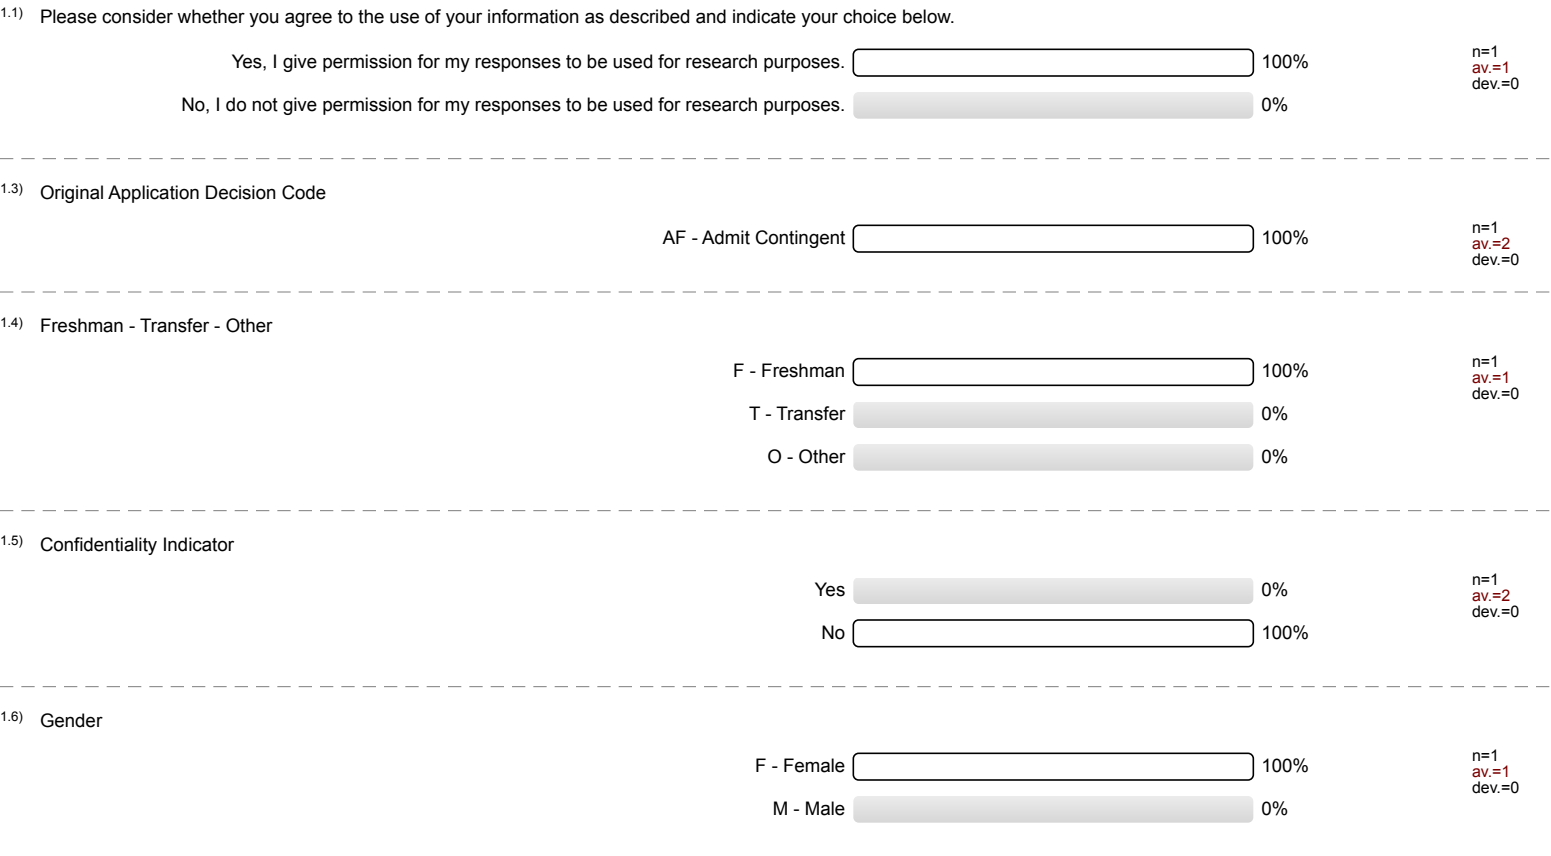 1.1) Please consider whether you agree to the use of your information as described and indicate your choice below.
Yes, I give permission for my responses to be used for research purposes. 100%
No, I do not give permission for my responses to be used for research purposes. 0%
n=1
av.=1
dev.=0
1.3) Original Application Decision Code
AF - Admit Contingent 100%
n=1
av.=2
dev.=0
1.4) Freshman - Transfer - Other
F - Freshman 100%
T - Transfer 0%
O - Other 0%
n=1
av.=1
dev.=0
1.5) Confidentiality Indicator
Yes 0%
No 100%
n=1
av.=2
dev.=0
1.6) Gender
F - Female 100%
M - Male 0%
n=1
av.=1
dev.=0